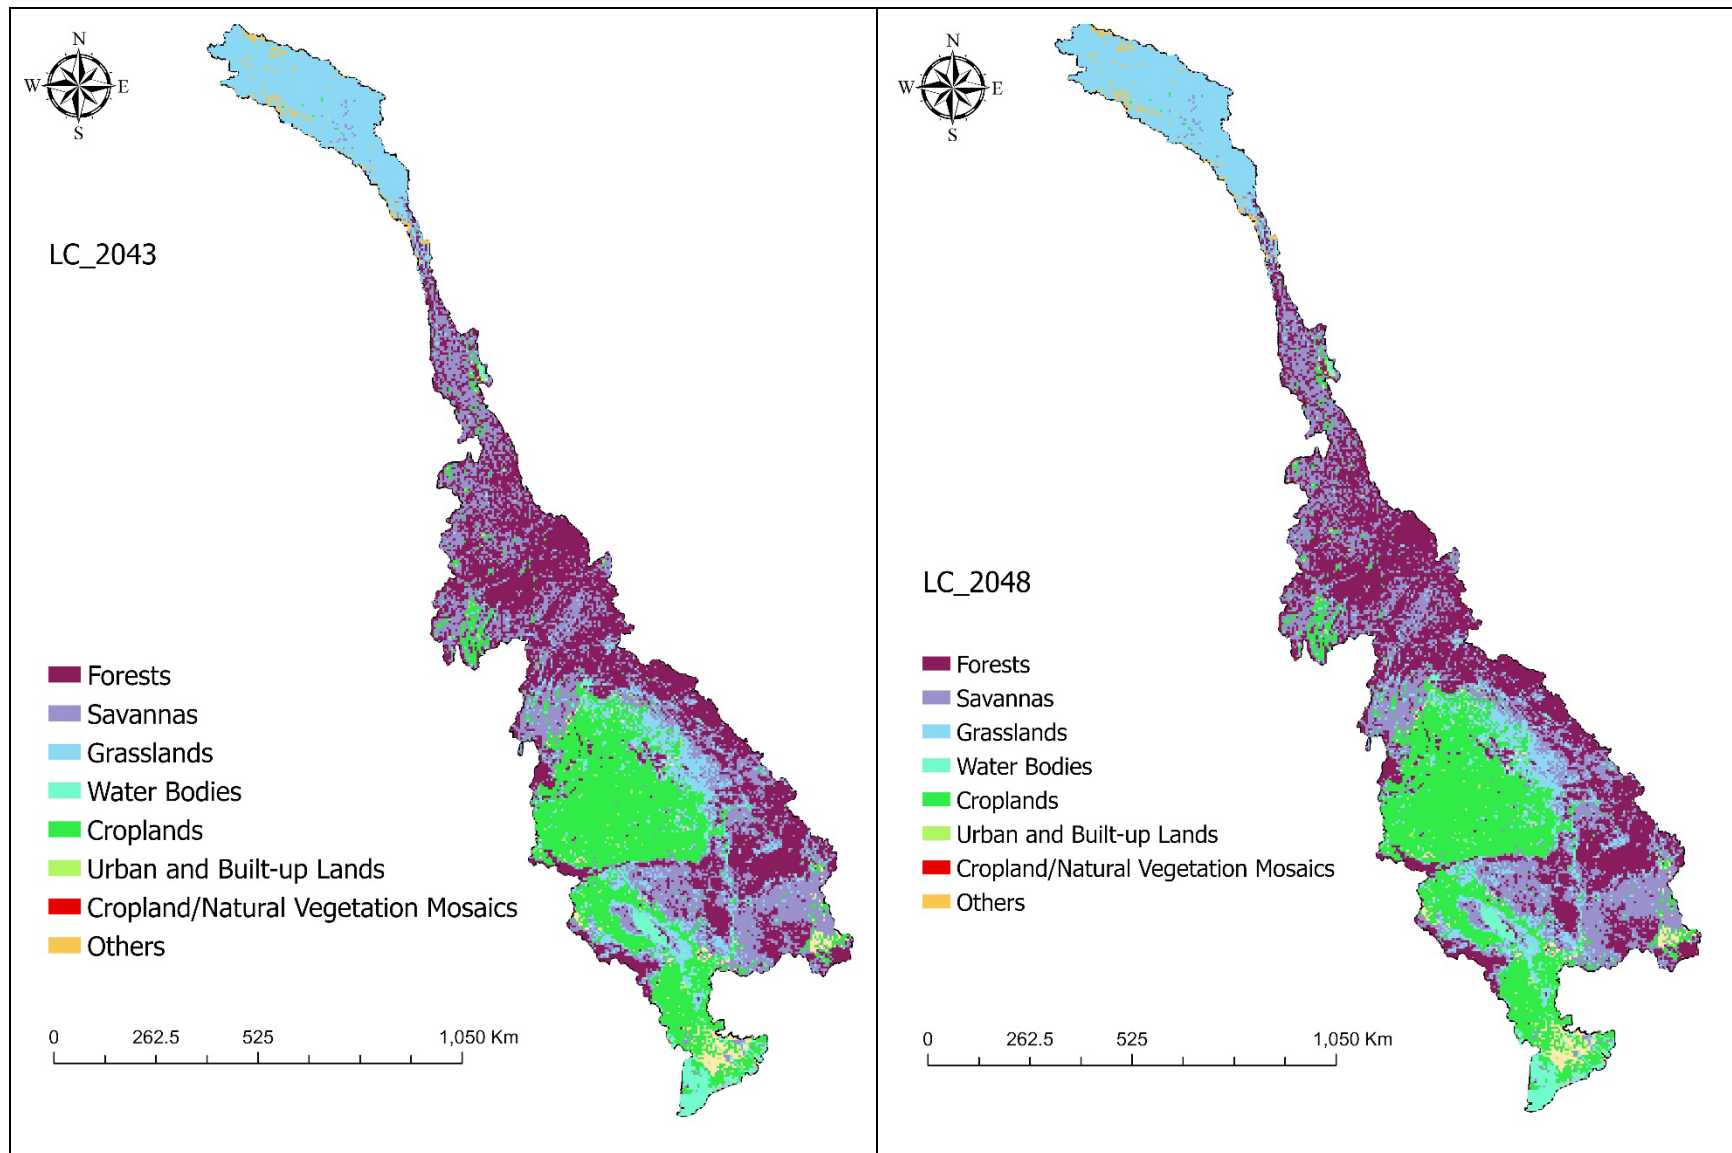 N
W E
S
LC_2043
Forests
Savannas
Grasslands
Water Bodies
Croplands
Urban and Built-up Lands
Cropland/Natural Vegetation Mosaics
Others
0 262.5 525 1,050 Km
N
W E
S
LC_2048
Forests
Savannas
Grasslands
Water Bodies
Croplands
Urban and Built-up Lands
Cropland/Natural Vegetation Mosaics
Others
0 262.5 525 1,050 Km